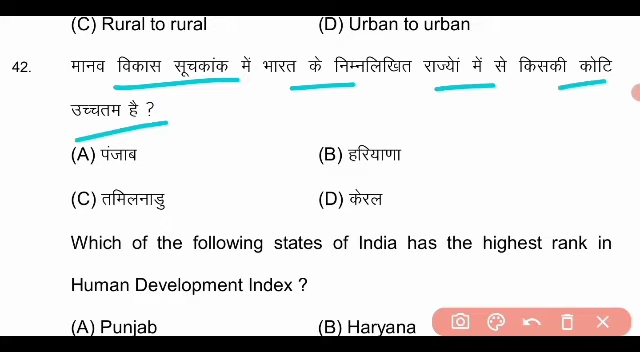 (C) Rural to rural (D) Urban to urban
42. मानव विकास सूचकांक में भारत के निम्नलिखित राज्येां में से किसकी कोटि
उच्चतम है ?
(A) पंजाब (B) हरियाणा
(C) तमिलनाडु (D) केरल
Which of the following states of India has the highest rank in
Human Development Index ?
(A) Punjab (B) Haryana